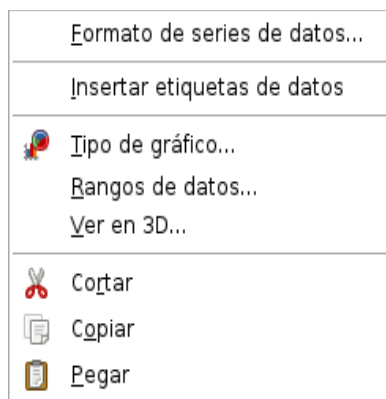 Formato de series de datos...
Insertar etiquetas de datos
Tipo de gráfico...
Rangos de datos...
Ver en 3D...
Cortar
Copiar
Pegar